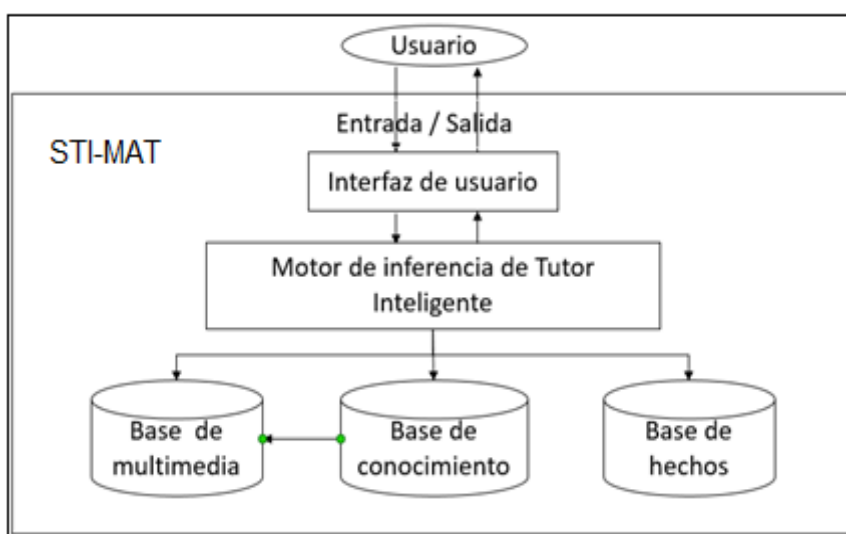 Usuario
Entrada / Salida
STI-MAT
Interfaz de usuario
Motor de inferencia de Tutor
Inteligente
Base de
multimedia
Base de
conocimiento
Base de
hechos